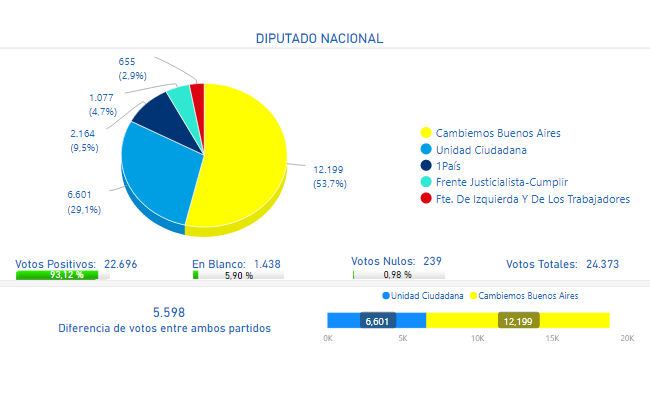 DIPUTADO NACIONAL
655
(2,9%)
1.077
(4,7%)
2.164
(9,5%)
6.601
(29,1%)
12.199
(53,7%)
Cambiemos Buenos Aires
Unidad Ciudadana
1País
Frente Justicialista-Cumplir
Fte. De Izquierda Y De Los Trabajadores
Votos Positivos: 22.696
93,12 %
En Blanco: 1.438
5,90 %
Votos Nulos: 239
0,98 %
Votos Totales: 24.373
5.598
Diferencia de votos entre ambos partidos
Unidad Ciudadana Cambiemos Buenos Aires
6,601 12,199
0K 5K 10K 15K 20K